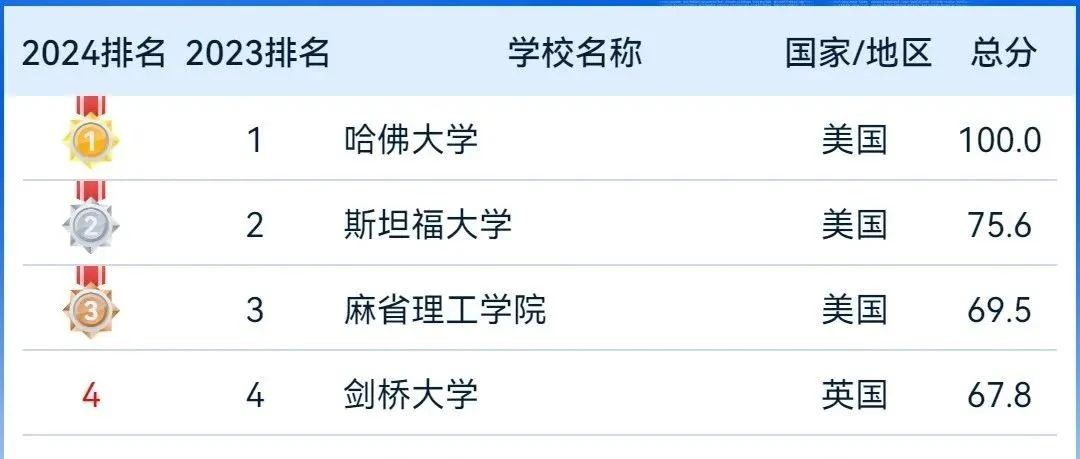 2024排名 2023排名 学校名称 国家/地区 总分
1 1 哈佛大学 美国 100.0
2 2 斯坦福大学 美国 75.6
3 3 麻省理工学院 美国 69.5
4 4 剑桥大学 英国 67.8